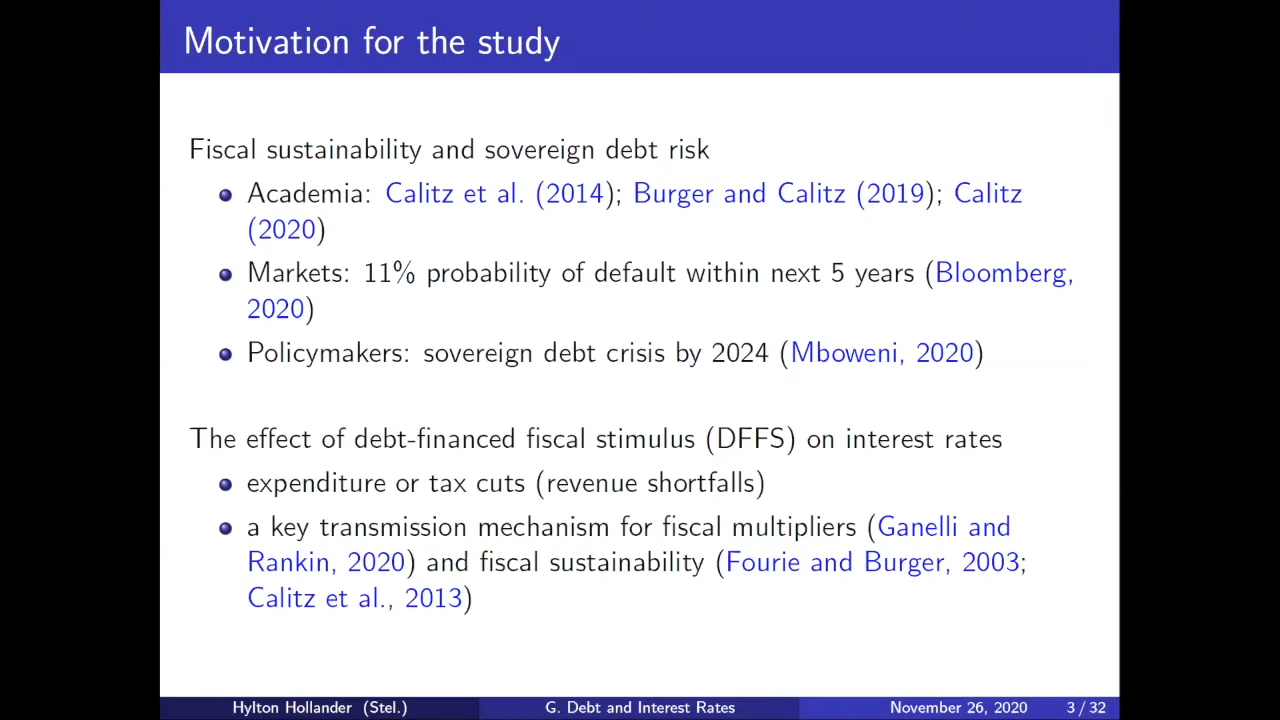 Motivation for the study
Fiscal sustainability and sovereign debt risk
Academia: Calitz et al. (2014); Burger and Calitz (2019); Calitz
(2020)
Markets: 11% probability of default within next 5 years (Bloomberg,
2020)
Policymakers: sovereign debt crisis by 2024 (Mboweni, 2020)
The effect of debt-financed fiscal stimulus (DFFS) on interest rates
expenditure or tax cuts (revenue shortfalls)
a key transmission mechanism for fiscal multipliers (Ganelli and
Rankin, 2020) and fiscal sustainability (Fourie and Burger, 2003;
Calitz et al., 2013)
Hylton Hollander (Stel.) G. Debt and Interest Rates November 26, 2020 3 / 32